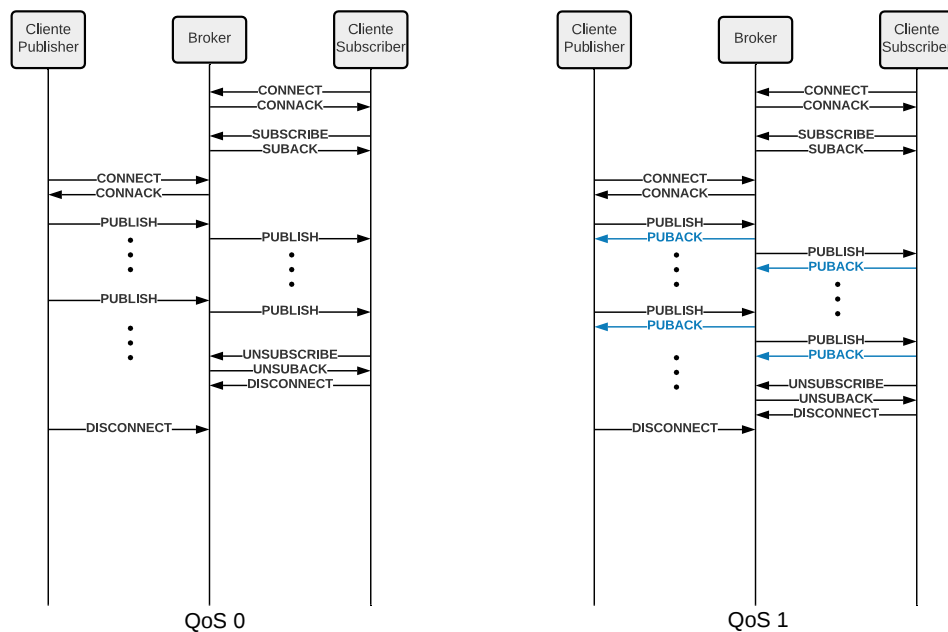 Cliente
Publisher
Broker
Cliente
Subscriber
CONNECT
CONNACK
SUBSCRIBE
SUBACK
CONNECT
CONNACK
PUBLISH
PUBLISH
PUBLISH
PUBLISH
UNSUBSCRIBE
UNSUBACK
DISCONNECT
DISCONNECT
QoS 0
Cliente
Publisher
Broker
Cliente
Subscriber
CONNECT
CONNACK
SUBSCRIBE
SUBACK
CONNECT
CONNACK
PUBLISH
PUBACK
PUBLISH
PUBACK
PUBLISH
PUBACK
PUBLISH
PUBACK
UNSUBSCRIBE
UNSUBACK
DISCONNECT
DISCONNECT
QoS 1